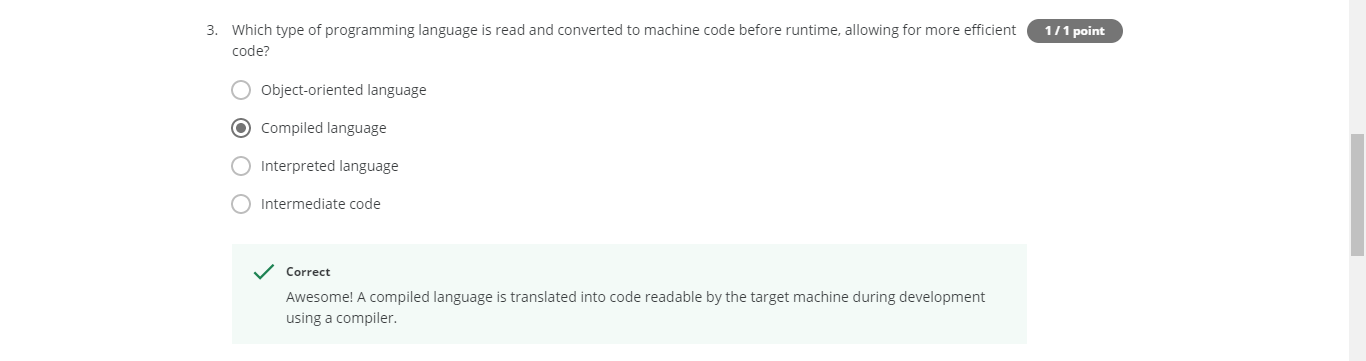 3. Which type of programming language is read and converted to machine code before runtime, allowing for more efficient
code?
1 / 1 point
Object-oriented language
Compiled language
Interpreted language
Intermediate code
Correct
Awesome! A compiled language is translated into code readable by the target machine during development
using a compiler.